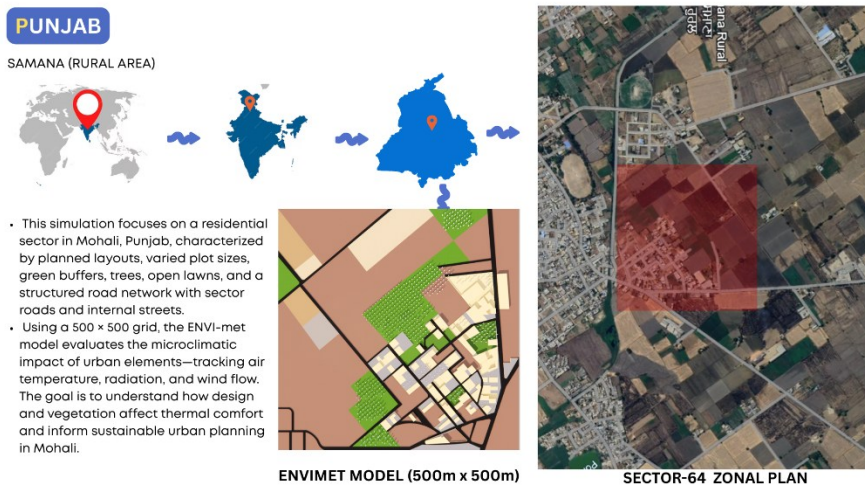 PUNJAB
SAMANA (RURAL AREA)
• This simulation focuses on a residential
sector in Mohali, Punjab, characterized
by planned layouts, varied plot sizes,
green buffers, trees, open lawns, and a
structured road network with sector
roads and internal streets.
• Using a 500 × 500 grid, the ENVI-met
model evaluates the microclimatic
impact of urban elements—tracking air
temperature, radiation, and wind flow.
The goal is to understand how design
and vegetation affect thermal comfort
and inform sustainable urban planning
in Mohali.
ENVIMET MODEL (500m x 500m)
ana Rural
SECTOR-64 ZONAL PLAN